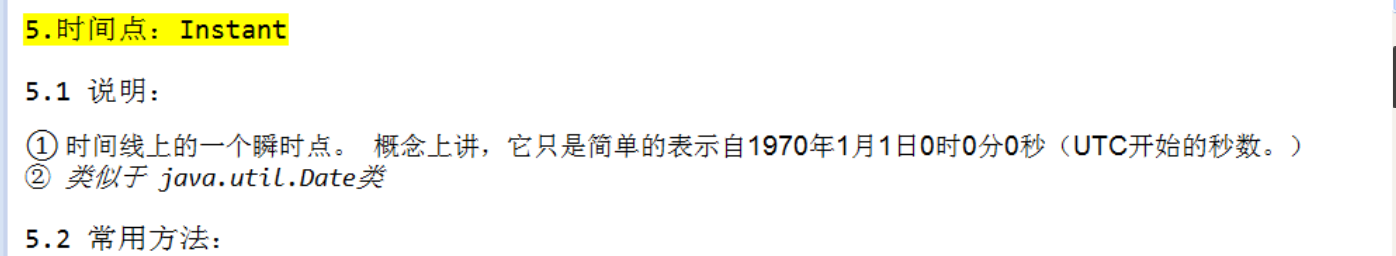 5.时间点：Instant
5.1 说明：
① 时间线上的一个瞬时点。 概念上讲，它只是简单的表示自1970年1月1日0时0分0秒（UTC开始的秒数。）
② 类似于 java.util.Date类
5.2 常用方法：